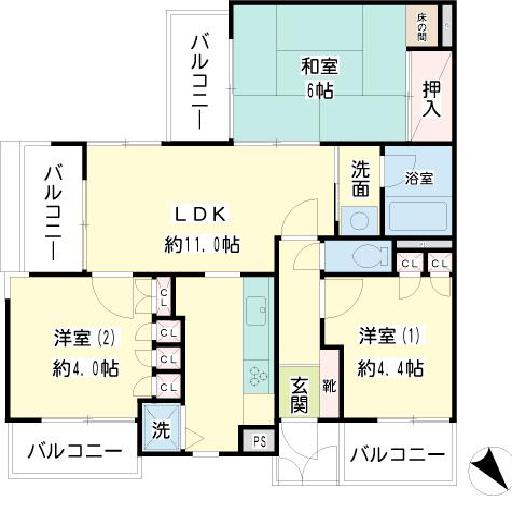 床の間
バルコニー
和室
6帖
押入
バルコニー
洗面
浴室
LDK
約11.0帖
CL
CL
CL
洋室(2)
約4.0帖
CL
CL
CL
洋室(1)
約4.4帖
玄関
靴
洗
PS
バルコニー
バルコニー